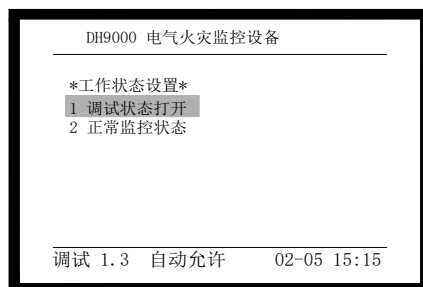 DH9000 电气火灾监控设备
*工作状态设置*
1 调试状态打开
2 正常监控状态
调试 1.3 自动允许 02-05 15:15